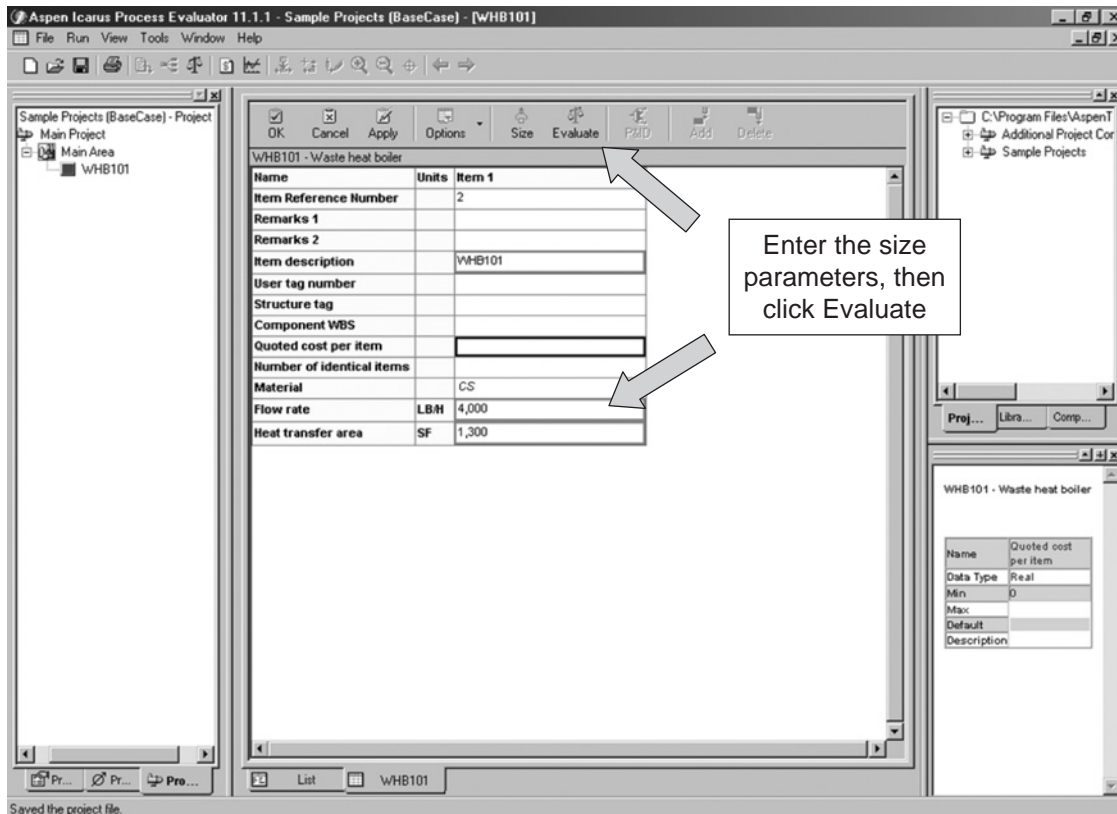 Aspen Icarus Process Evaluator 11.1.1 - Sample Projects (BaseCase) - [WHB101]
File Run View Tools Window Help
Sample Projects (BaseCase) - Project
Main Project
Main Area
WHB101
OK Cancel Apply Options Size Evaluate P&ID Add Delete
WHB101 - Waste heat boiler
Name Units Item 1
Item Reference Number 2
Remarks 1
Remarks 2
Item description WHB101
User tag number
Structure tag
Component WBS
Quoted cost per item
Number of identical items
Material CS
Flow rate LB/H 4,000
Heat transfer area SF 1,300
Enter the size
parameters, then
click Evaluate
C:\Program Files\AspenT
Additional Project Cor
Sample Projects
Proj... Libra... Comp...
WHB101 - Waste heat boiler
Name Quoted cost
per item
Data Type Real
Min 0
Max
Default
Description
Pr... Pr... Pro...
List WHB101
Saved the project file.